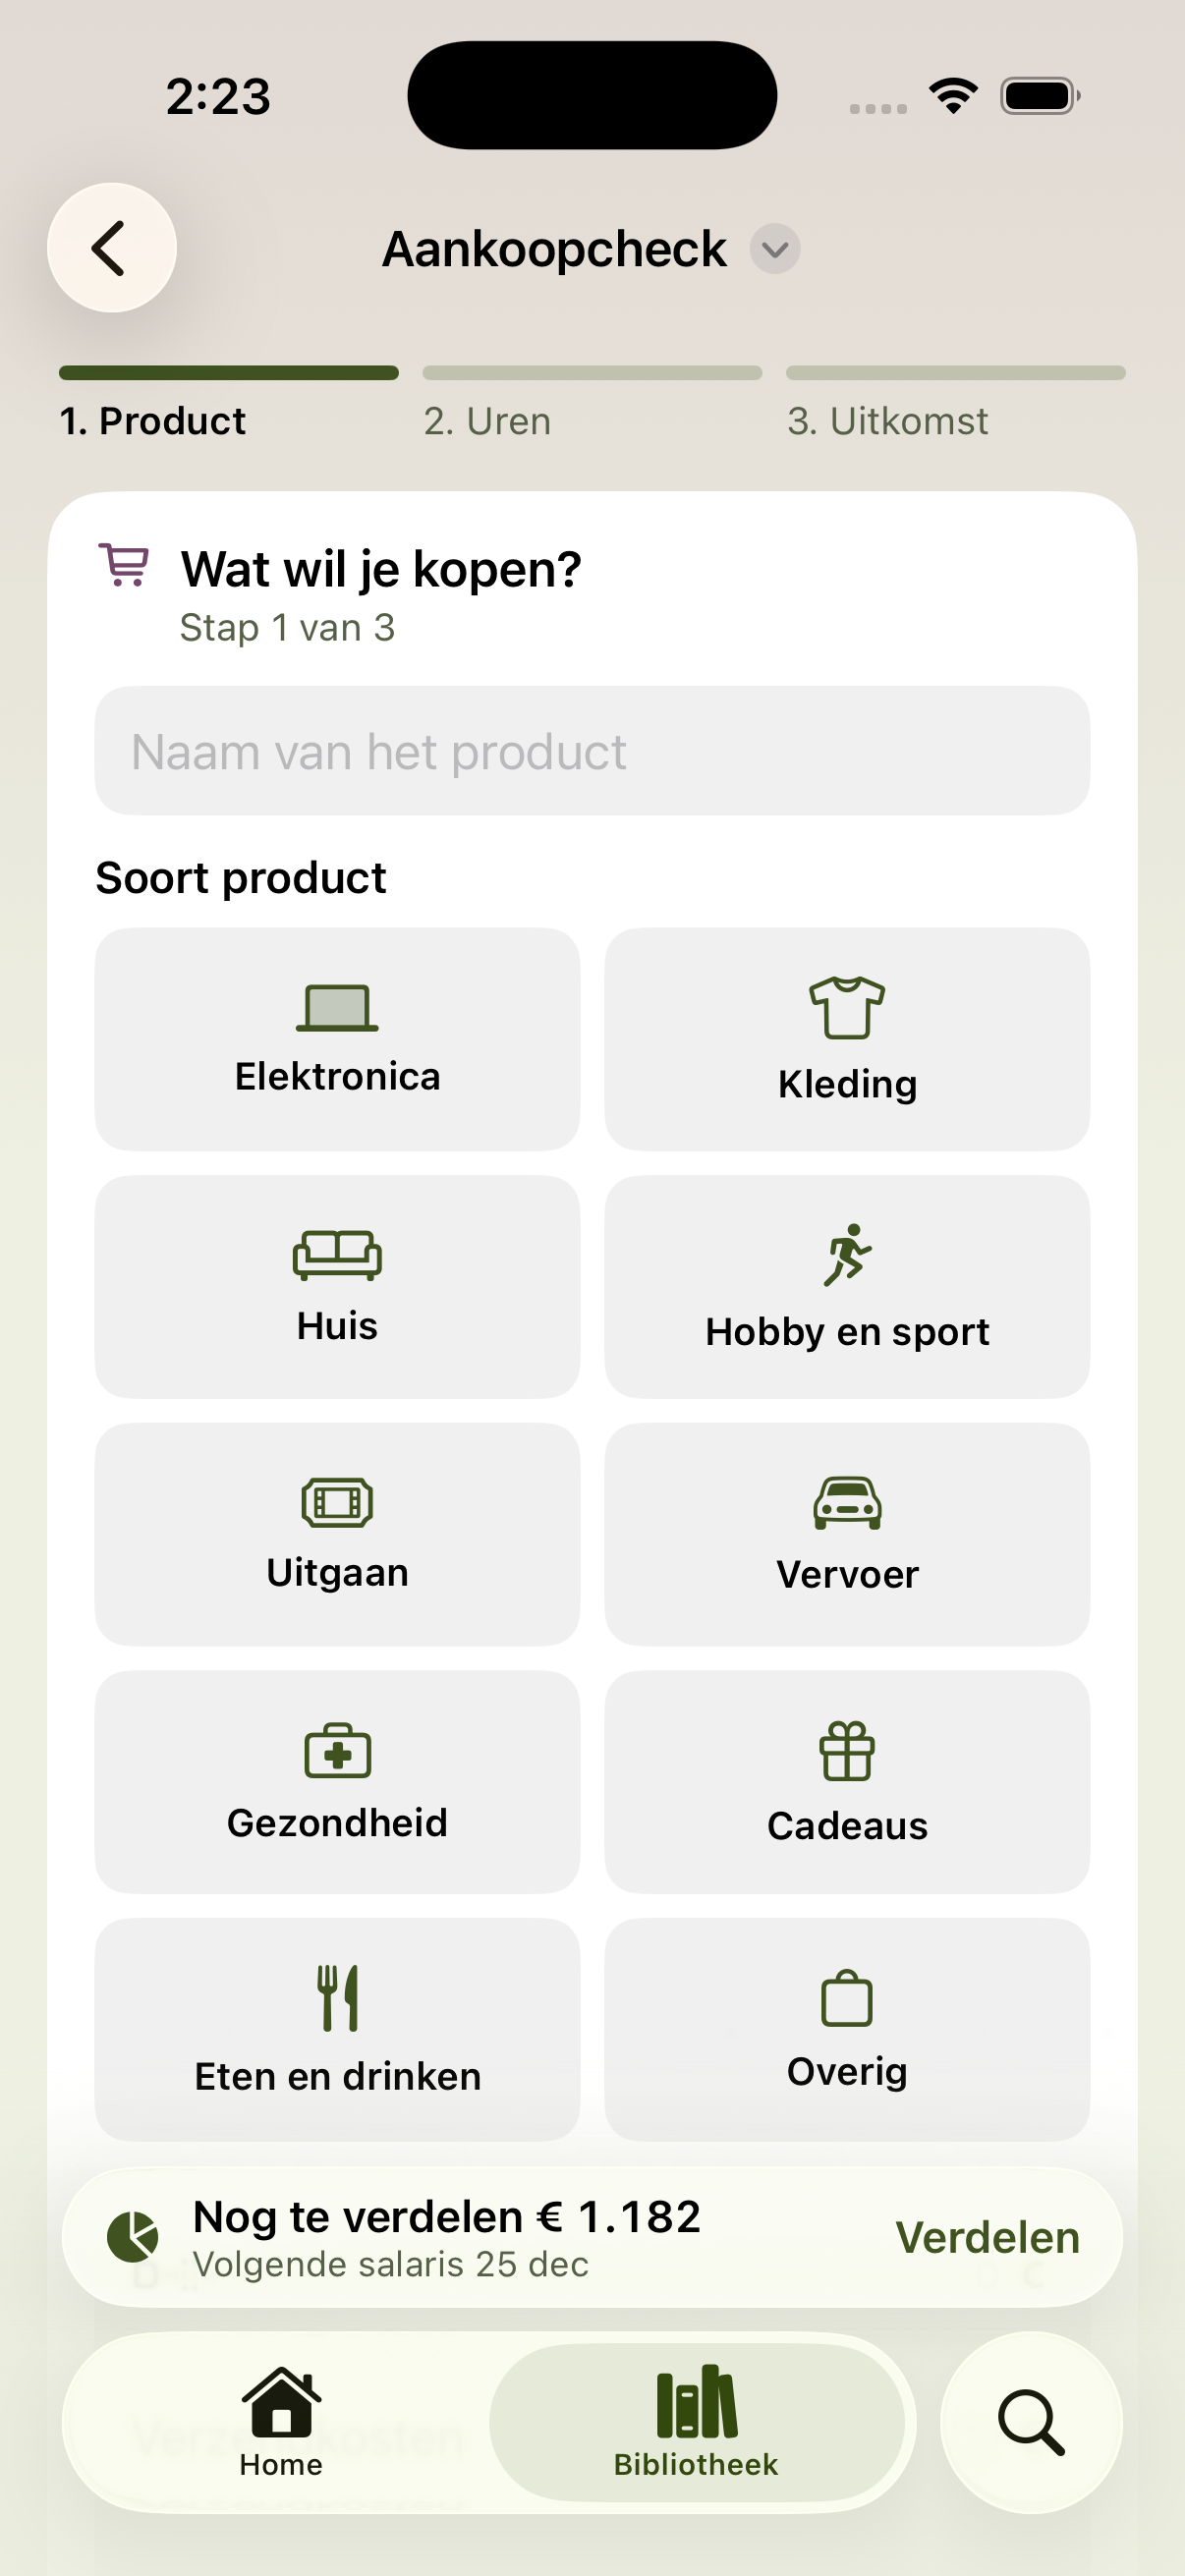 2:23
Aankoopcheck
1. Product
2. Uren
3. Uitkomst
Wat wil je kopen?
Stap 1 van 3
Naam van het product
Soort product
Elektronica
Kleding
Huis
Hobby en sport
Uitgaan
Vervoer
Gezondheid
Cadeaus
Eten en drinken
Overig
Nog te verdelen € 1.182
Volgende salaris 25 dec
Verdelen
Home
Bibliotheek